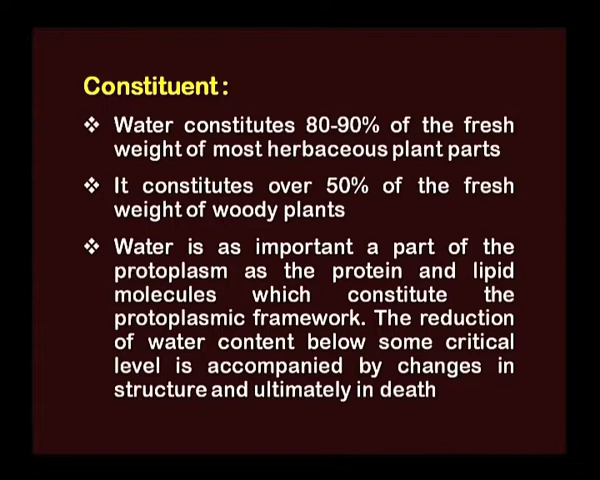 Constituent :
❖ Water constitutes 80-90% of the fresh
weight of most herbaceous plant parts
❖ It constitutes over 50% of the fresh
weight of woody plants
❖ Water is as important a part of the
protoplasm as the protein and lipid
molecules which constitute the
protoplasmic framework. The reduction
of water content below some critical
level is accompanied by changes in
structure and ultimately in death